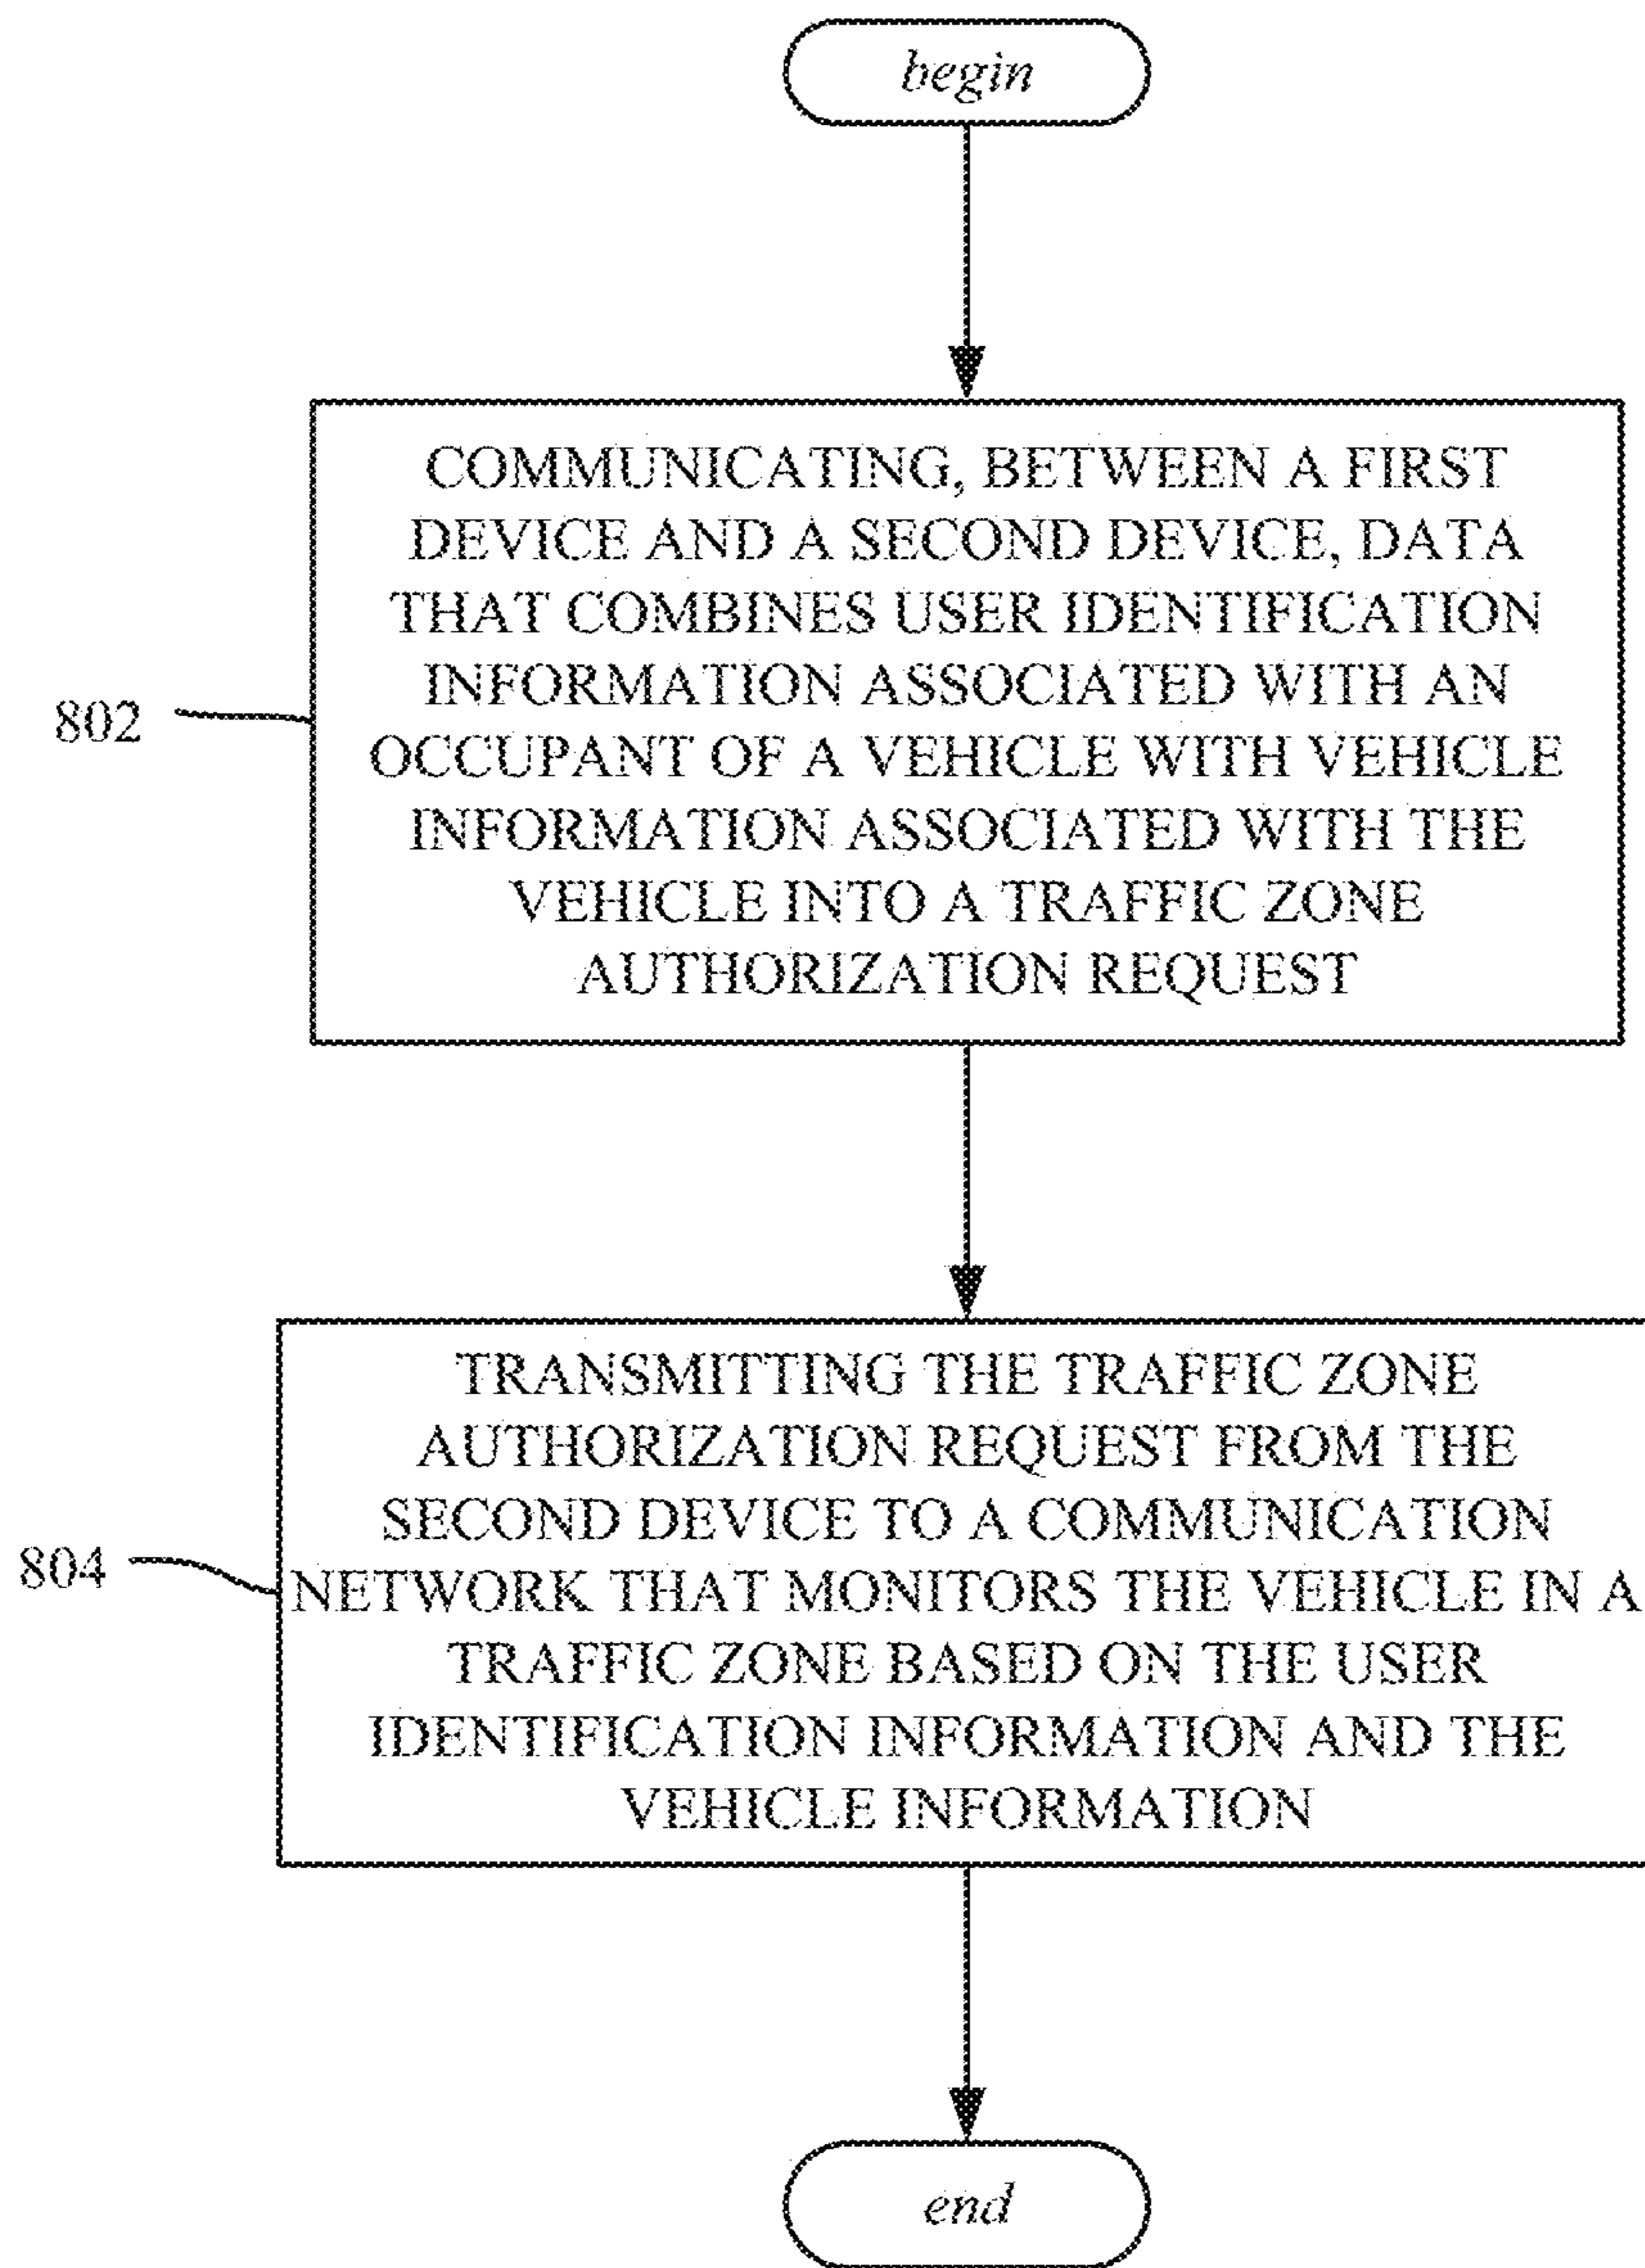 begin
COMMUNICATING, BETWEEN A FIRST
DEVICE AND A SECOND DEVICE, DATA
THAT COMBINES USER IDENTIFICATION
INFORMATION ASSOCIATED WITH AN
802
OCCUPANT OF A VEHICLE WITH VEHICLE
INFORMATION ASSOCIATED WITH THE
VEHICLE INTO A TRAFFIC ZONE
AUTHORIZATION REQUEST
TRANSMITTING THE TRAFFIC ZONE
AUTHORIZATION REQUEST FROM THE
SECOND DEVICE TO A COMMUNICATION
804
NETWORK THAT MONITORS THE VEHICLE IN A
TRAFFIC ZONE BASED ON THE USER
IDENTIFICATION INFORMATION AND THE
VEHICLE INFORMATION
end